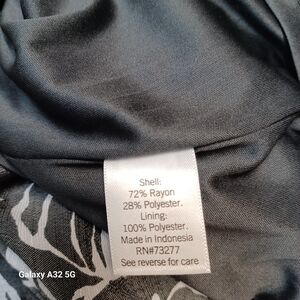 Shell:
72% Rayon
28% Polyester.
Lining:
100% Polyester.
Made in Indonesia
RN#73277
See reverse for care
Galaxy A32 5G